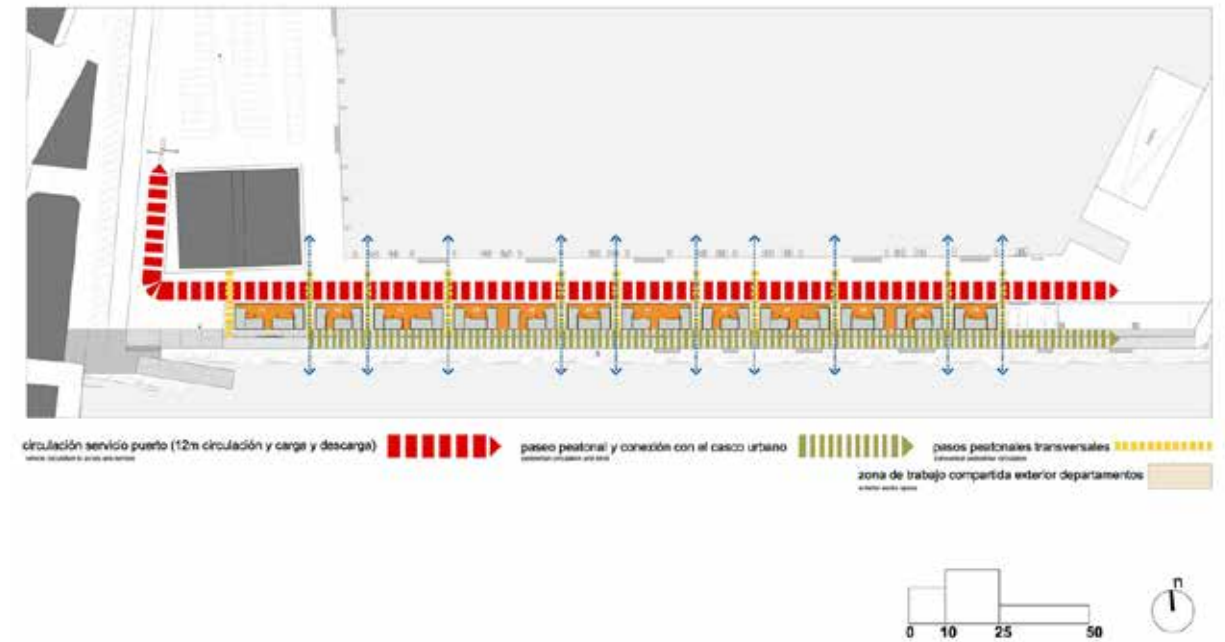 circulación servicio puerto (12m circulación y carga y descarga)
paseo peatonal y conexión con el casco urbano
pasos peatonales transversales
zona de trabajo compartida exterior departamentos
n
0 10 25 50